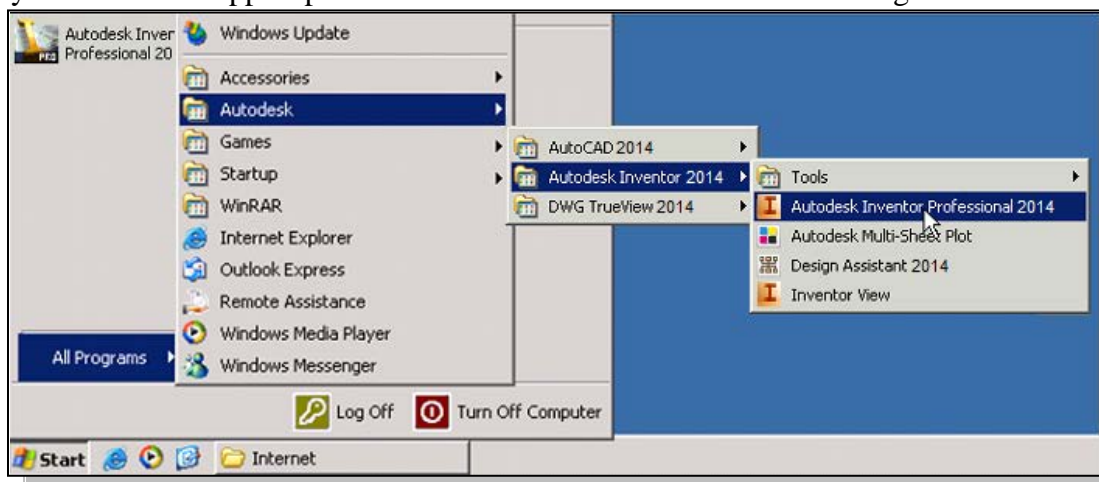 Autodesk Inver
Professional 20
Windows Update
Accessories
Autodesk
Games
Startup
WinRAR
Internet Explorer
Outlook Express
Remote Assistance
Windows Media Player
Windows Messenger
AutoCAD 2014
Autodesk Inventor 2014
DWG TrueView 2014
Tools
Autodesk Inventor Professional 2014
Autodesk Multi-Sheet Plot
Design Assistant 2014
Inventor View
All Programs
Log Off
Turn Off Computer
Start
Internet